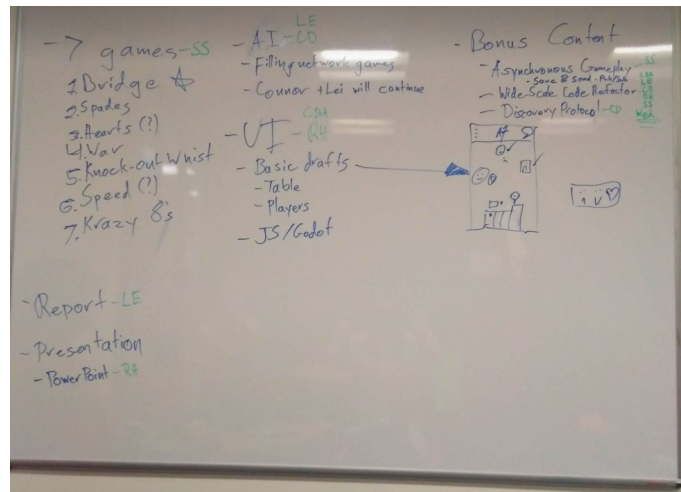 - 7 games - SS
1. Bridge
2. Spades
3. Hearts (?)
4. War
5. Knock-out Whist
6. Speed (?)
7. Krazy 8's
- Report - LE
- Presentation
- PowerPoint - RH
LE
- A.I - CD
- Filling network games
- Connor + Lei will continue
- UI
- Basic drafts
- Table
- Players
- JS/Godot
- Bonus Content
- Asynchronous Gameplay - SS
- Save & Send
- Wide-Scale Code Refactor
- Discovery Protocol - CD